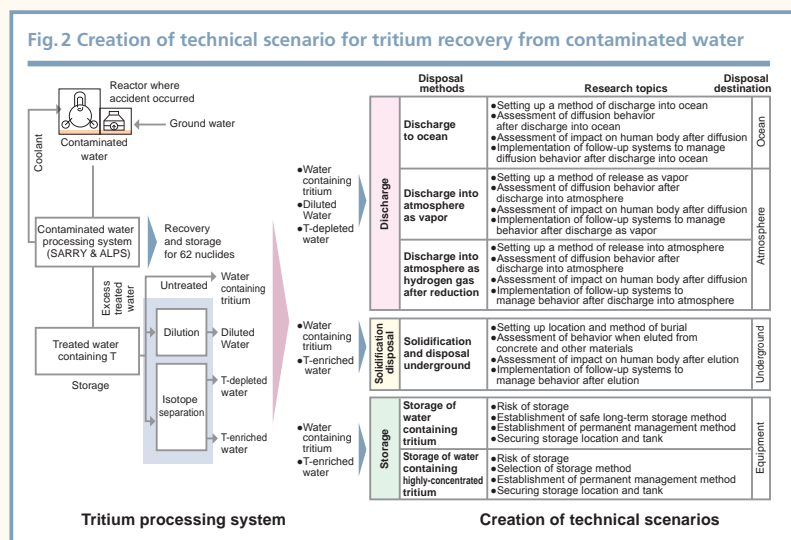 Fig. 2 Creation of technical scenario for tritium recovery from contaminated water
Reactor where
accident occurred
Ground water
Coolant
Contaminated
water
Contaminated water
processing system
(SARRY & ALPS)
Recovery
and storage
for 62 nuclides
Excess
treated
water
Treated water
containing T
Storage
Untreated
Water
containing
tritium
Dilution
Diluted
Water
Isotope
separation
T-depleted
water
T-enriched
water
Tritium processing system
●Water
containing
tritium
●Diluted
Water
●T-depleted
water
●Water
containing
tritium
●T-enriched
water
●Water
containing
tritium
●T-enriched
water
Disposal
methods
Research topics
Disposal
destination
Discharge
Discharge
to ocean
●Setting up a method of discharge into ocean
●Assessment of diffusion behavior
after discharge into ocean
●Assessment of impact on human body after diffusion
●Implementation of follow-up systems to manage
diffusion behavior after discharge into ocean
Ocean
Discharge into
atmosphere
as vapor
●Setting up a method of release as vapor
●Assessment of diffusion behavior after
discharge into atmosphere
●Assessment of impact on human body after diffusion
●Implementation of follow-up systems to manage
behavior after discharge as vapor
Atmosphere
Discharge into
atmosphere as
hydrogen gas
after reduction
●Setting up a method of release into atmosphere
●Assessment of diffusion behavior after
discharge into atmosphere
●Assessment of impact on human body after diffusion
●Implementation of follow-up systems to
manage behavior after discharge into atmosphere
Solidification
disposal
Solidification
and disposal
underground
●Setting up location and method of burial
●Assessment of behavior when eluted from
concrete and other materials
●Assessment of impact on human body after elution
●Implementation of follow-up systems to
manage behavior after elution
Underground
Storage
Storage of
water
containing
tritium
●Risk of storage
●Establishment of safe long-term storage method
●Establishment of permanent management method
●Securing storage location and tank
Equipment
Storage of water
containing
highly-concentrated
tritium
●Risk of storage
●Selection of storage method
●Establishment of permanent management method
●Securing storage location and tank
Creation of technical scenarios